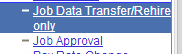 – Job Data Transfer/Rehire
only
– Job Approval